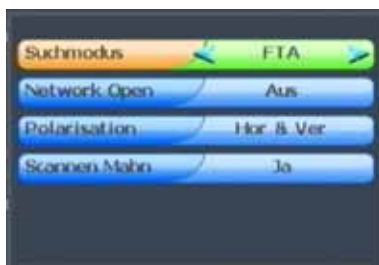 Suchmodus FTA
Network Open Aus
Polarisation Hor & Ver
Scannen Mahn Ja